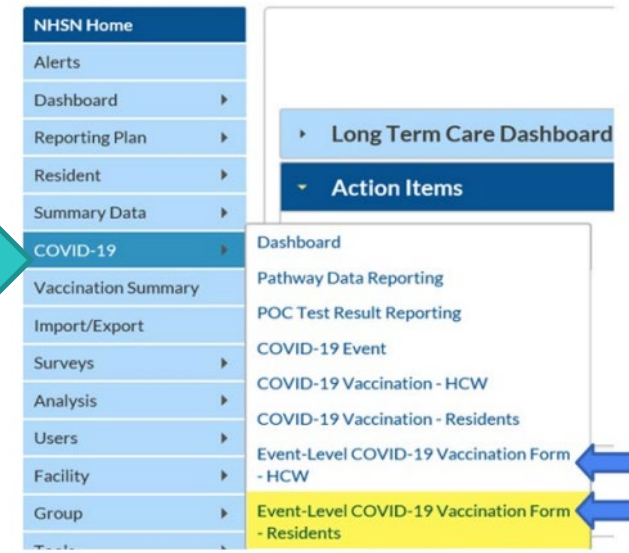 NHSN Home
Alerts
Dashboard
Reporting Plan
Resident
Summary Data
COVID-19
Vaccination Summary
Import/Export
Surveys
Analysis
Users
Facility
Group
Long Term Care Dashboard
Action Items
Dashboard
Pathway Data Reporting
POC Test Result Reporting
COVID-19 Event
COVID-19 Vaccination - HCW
COVID-19 Vaccination - Residents
Event-Level COVID-19 Vaccination Form
- HCW
Event-Level COVID-19 Vaccination Form
- Residents